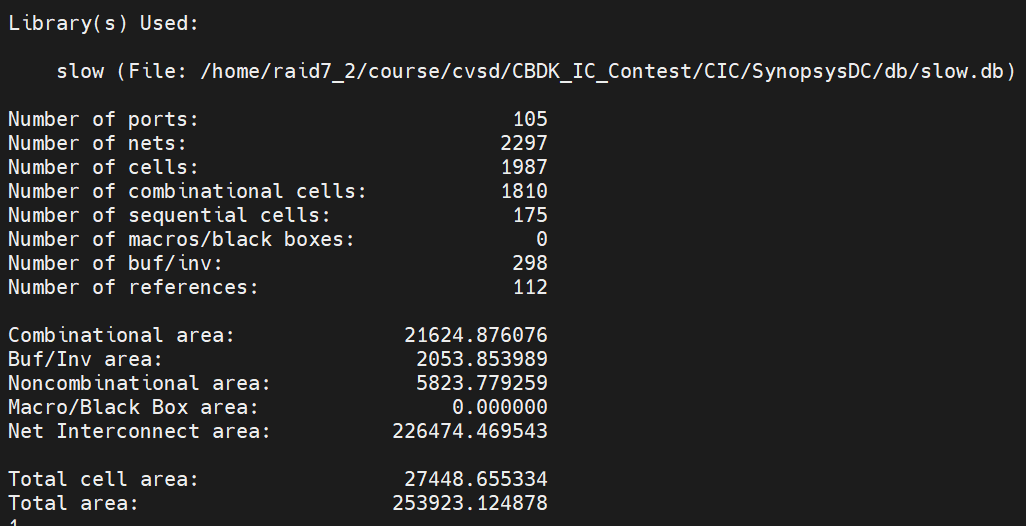 Library(s) Used:
slow (File: /home/raid7_2/course/cvsd/CBDK_IC_Contest/CIC/SynopsysDC/db/slow.db)
Number of ports: 105
Number of nets: 2297
Number of cells: 1987
Number of combinational cells: 1810
Number of sequential cells: 175
Number of macros/black boxes: 0
Number of buf/inv: 298
Number of references: 112
Combinational area: 21624.876076
Buf/Inv area: 2053.853989
Noncombinational area: 5823.779259
Macro/Black Box area: 0.000000
Net Interconnect area: 226474.469543
Total cell area: 27448.655334
Total area: 253923.124878
1